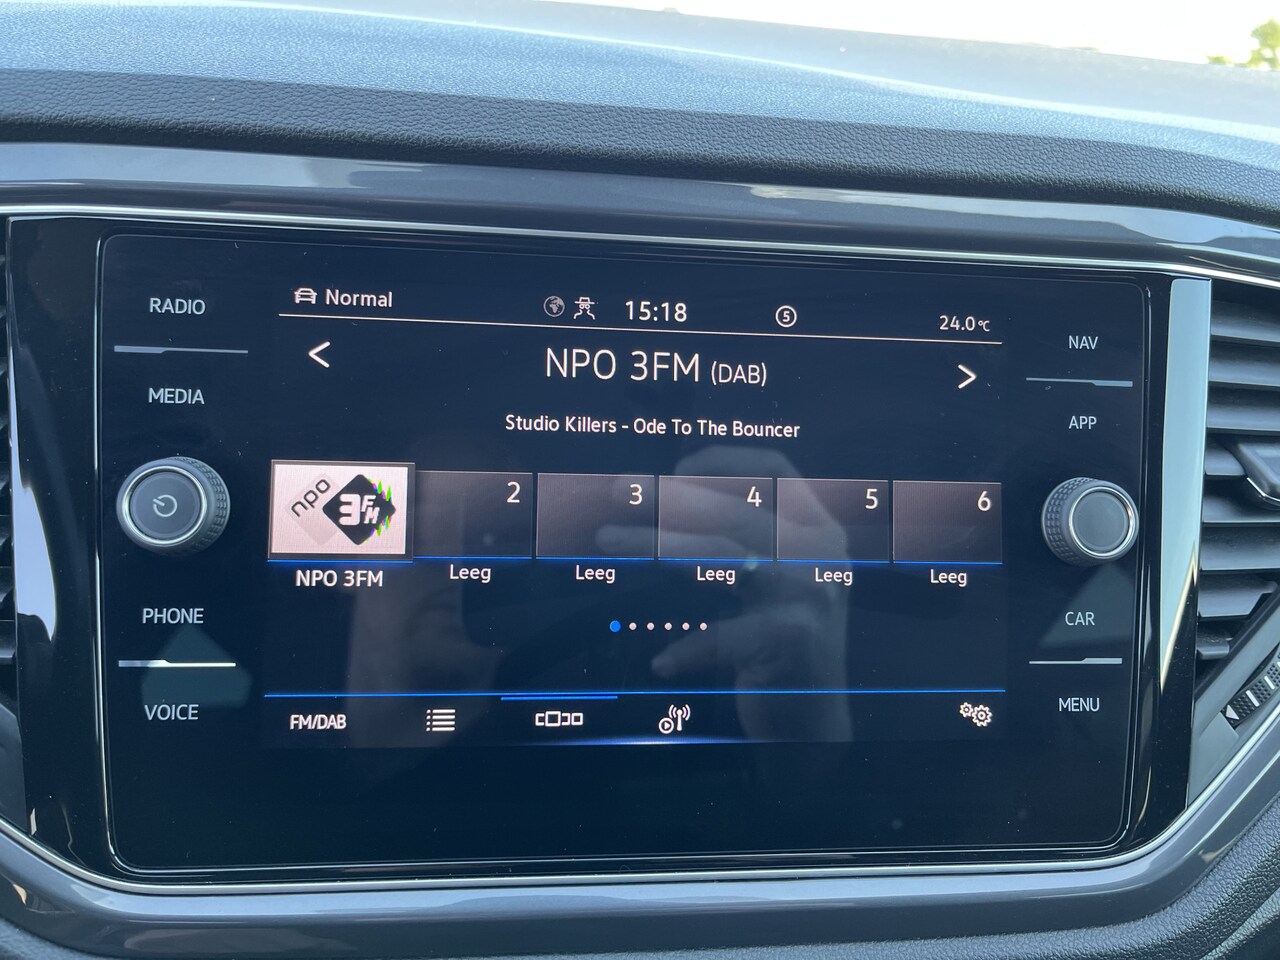 RADIO
MEDIA
PHONE
VOICE
Normal
15:18
5
24.0°C
<
NPO 3FM (DAB)
>
Studio Killers - Ode To The Bouncer
npo
3FM
2
3
4
5
6
NPO 3FM
Leeg
Leeg
Leeg
Leeg
Leeg
FM/DAB
NAV
APP
CAR
MENU